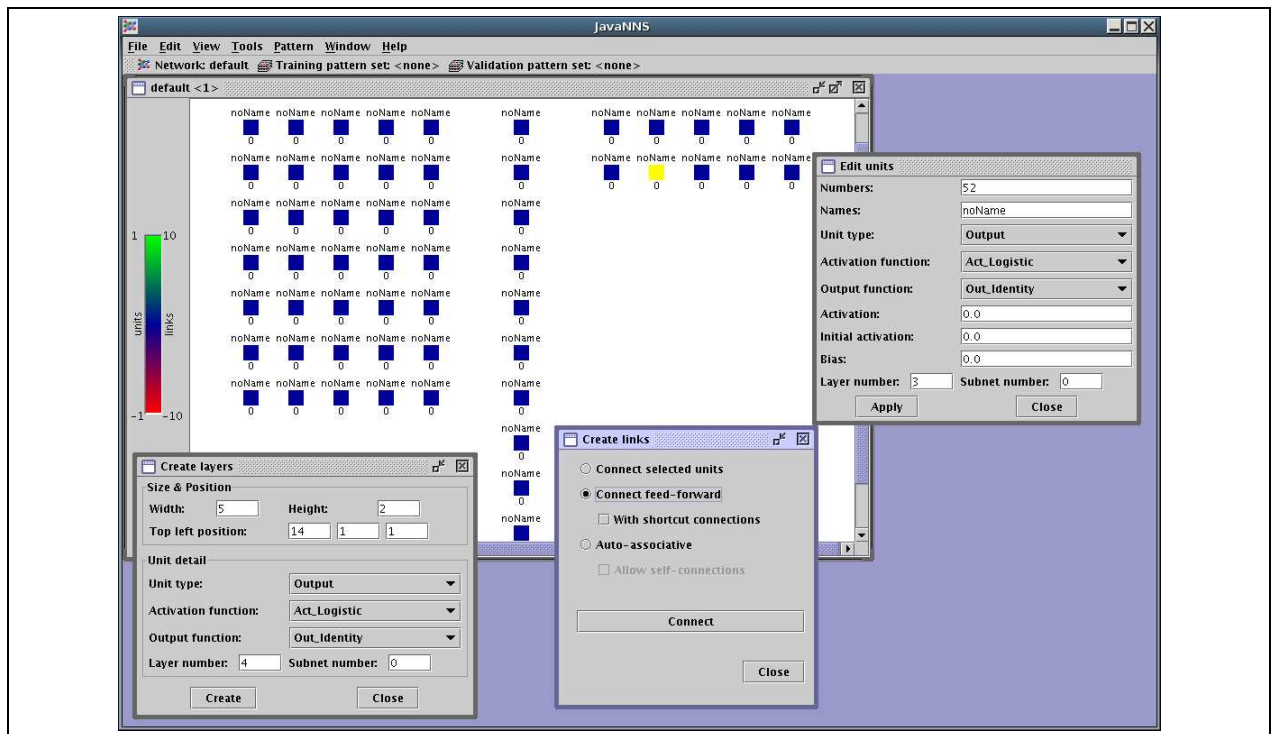 JavaNNS
File Edit View Tools Pattern Window Help
Network: default Training pattern set: <none> Validation pattern set: <none>
default <1>
noName noName noName noName noName noName noName noName noName noName noName
0 0 0 0 0 0 0 0 0 0 0
noName noName noName noName noName noName noName noName noName noName noName
0 0 0 0 0 0 0 0 0 0 0
noName noName noName noName noName noName
0 0 0 0 0 0
noName noName noName noName noName noName
0 0 0 0 0 0
noName noName noName noName noName noName
0 0 0 0 0 0
noName noName noName noName noName noName
0 0 0 0 0 0
noName noName noName noName noName noName
0 0 0 0 0 0
noName
0
noName
0
noName
1 10
units
links
-1 -10
Edit units
Numbers: 52
Names: noName
Unit type: Output
Activation function: Act_Logistic
Output function: Out_Identity
Activation: 0.0
Initial activation: 0.0
Bias: 0.0
Layer number: 3 Subnet number: 0
Apply Close
Create layers
Size & Position
Width: 5 Height: 2
Top left position: 14 1 1
Unit detail
Unit type: Output
Activation function: Act_Logistic
Output function: Out_Identity
Layer number: 4 Subnet number: 0
Create Close
Create links
Connect selected units
Connect feed-forward
With shortcut connections
Auto-associative
Allow self-connections
Connect
Close